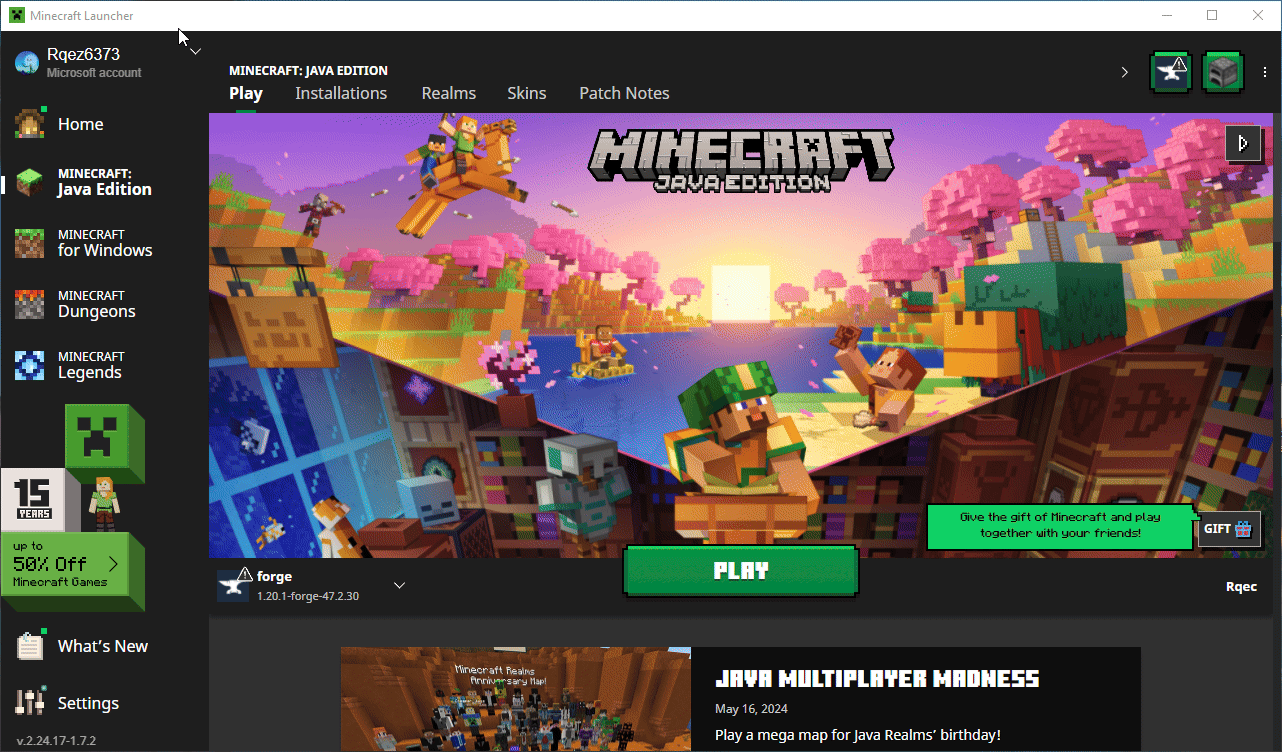 Minecraft Launcher
Rqez6373
Microsoft account
Home
MINECRAFT:
Java Edition
MINECRAFT
for Windows
MINECRAFT
Dungeons
MINECRAFT
Legends
15
YEARS
up to
50% Off
Minecraft Games
What's New
Settings
v.2.24.17-1.7.2
MINECRAFT: JAVA EDITION
Play Installations Realms Skins Patch Notes
MINECRAFT
JAVA EDITION
Give the gift of Minecraft and play
together with your friends!
GIFT
forge
1.20.1-forge-47.2.30
PLAY
Rqec
Minecraft Realms
Anniversary Map!
JAVA MULTIPLAYER MADNESS
May 16, 2024
Play a mega map for Java Realms' birthday!